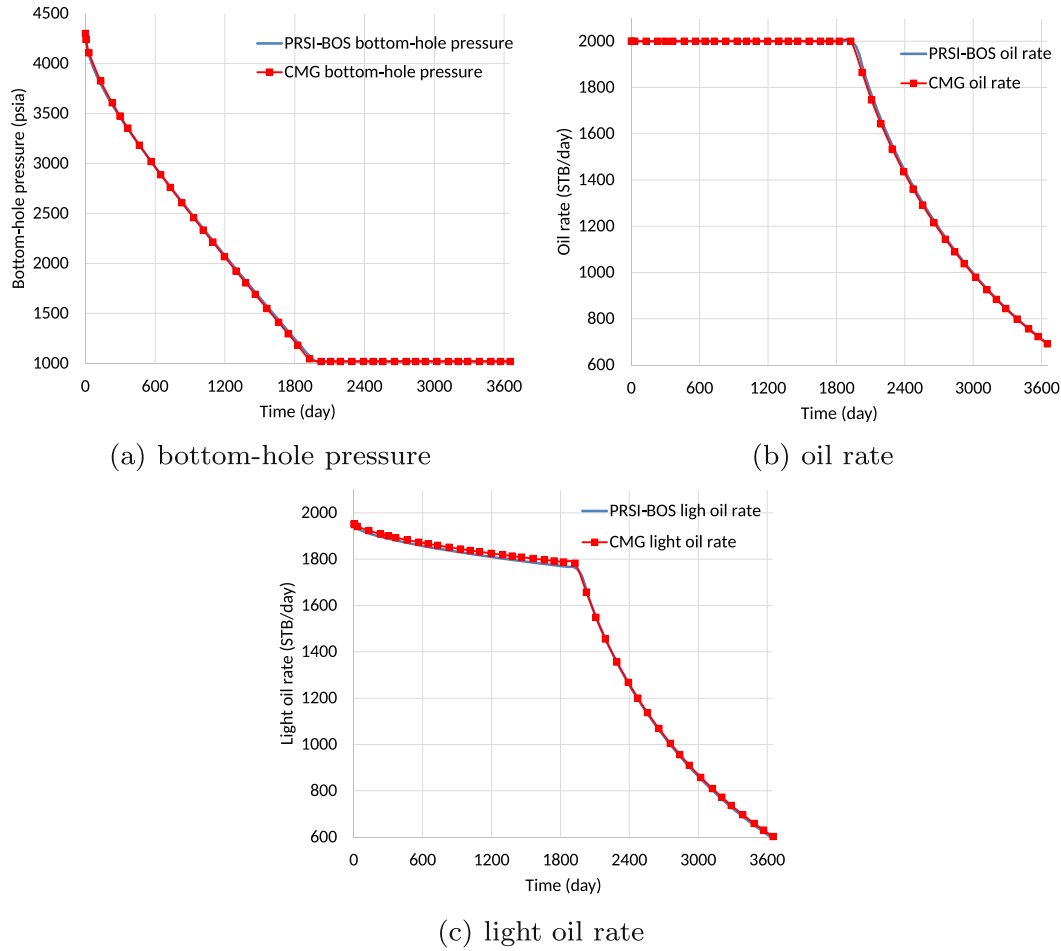 4500
4000
3500
3000
2500
2000
1500
1000
Bottom-hole pressure (psia)
PRSI-BOS bottom-hole pressure
CMG bottom-hole pressure
0 600 1200 1800 2400 3000 3600
Time (day)
(a) bottom-hole pressure
2000
1800
1600
1400
1200
1000
800
600
Oil rate (STB/day)
PRSI-BOS oil rate
CMG oil rate
0 600 1200 1800 2400 3000 3600
Time (day)
(b) oil rate
2000
1800
1600
1400
1200
1000
800
600
Light oil rate (STB/day)
PRSI-BOS ligh oil rate
CMG light oil rate
0 600 1200 1800 2400 3000 3600
Time (day)
(c) light oil rate